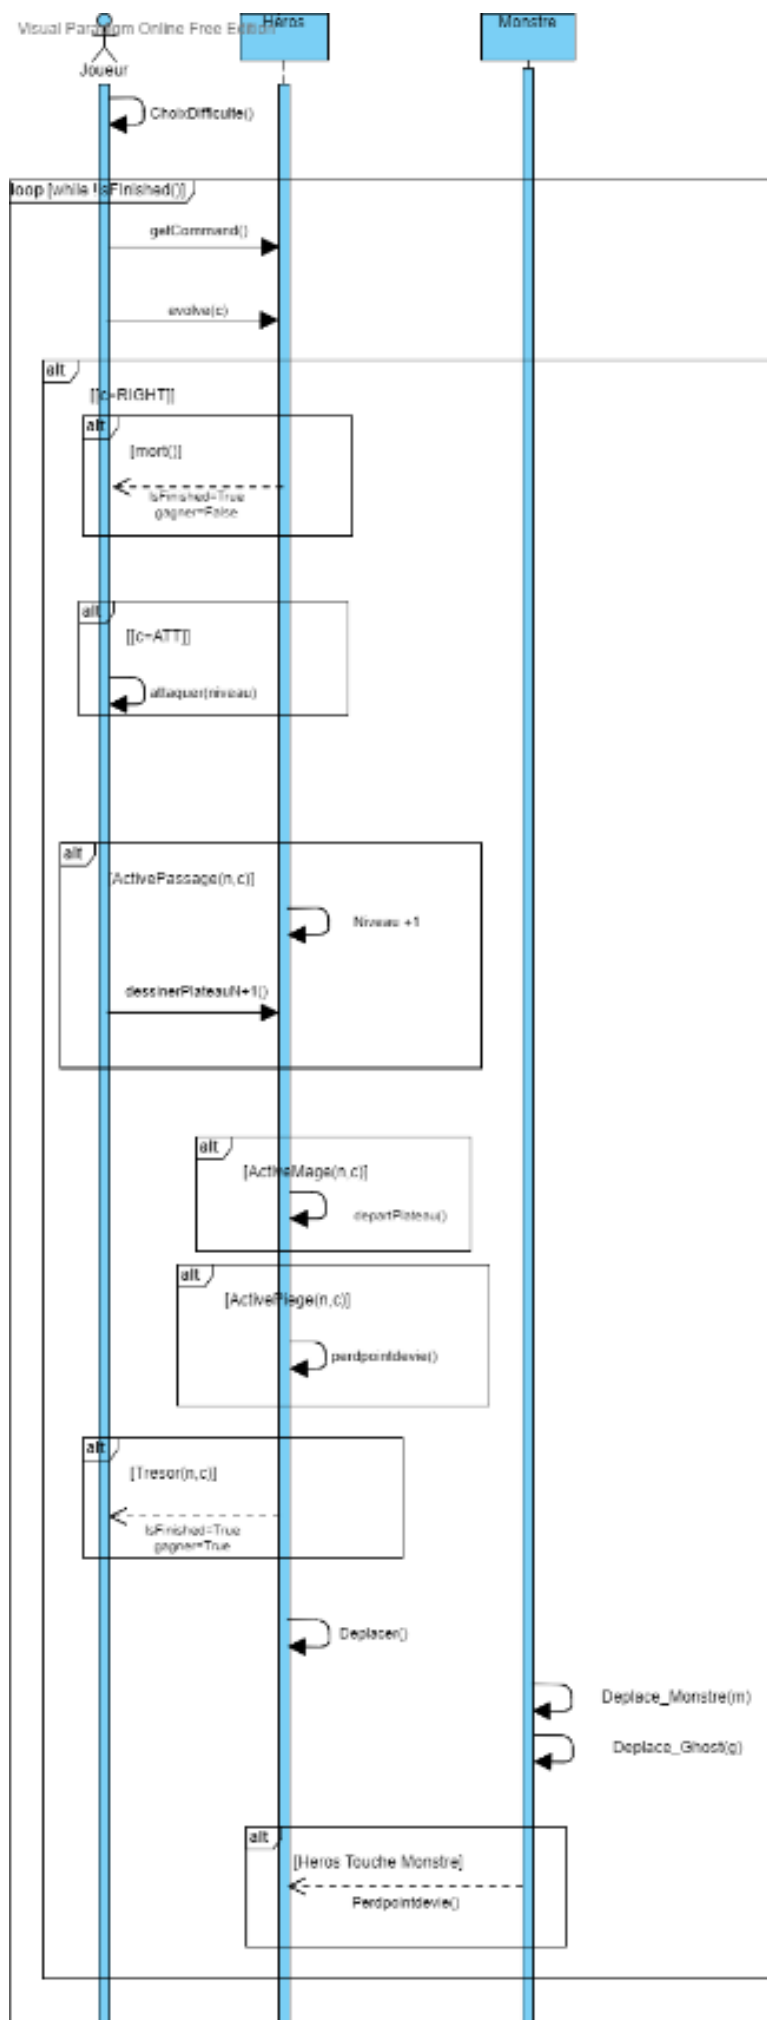 Visual Paradigm Online Free Edition
Héros
Monstre
Joueur
ChoixDifficulte()
loop [while !isFinished()]
getCommand()
evolve(c)
alt
[[c=RIGHT]]
alt
[mort()]
IsFinished=True
gagner=False
alt
[[c=ATT]]
attaquer(niveau)
alt
[ActivePassage(n,c)]
Niveau +1
dessinerPlateauN+1()
alt
[ActiveMage(n,c)]
departPlateau()
alt
[ActivePiege(n,c)]
perdpointdevie()
alt
[Tresor(n,c)]
IsFinished=True
gagner=True
Deplacer()
Deplace_Monstre(m)
Deplace_Ghost(g)
alt
[Heros Touche Monstre]
Perdpointdevie()